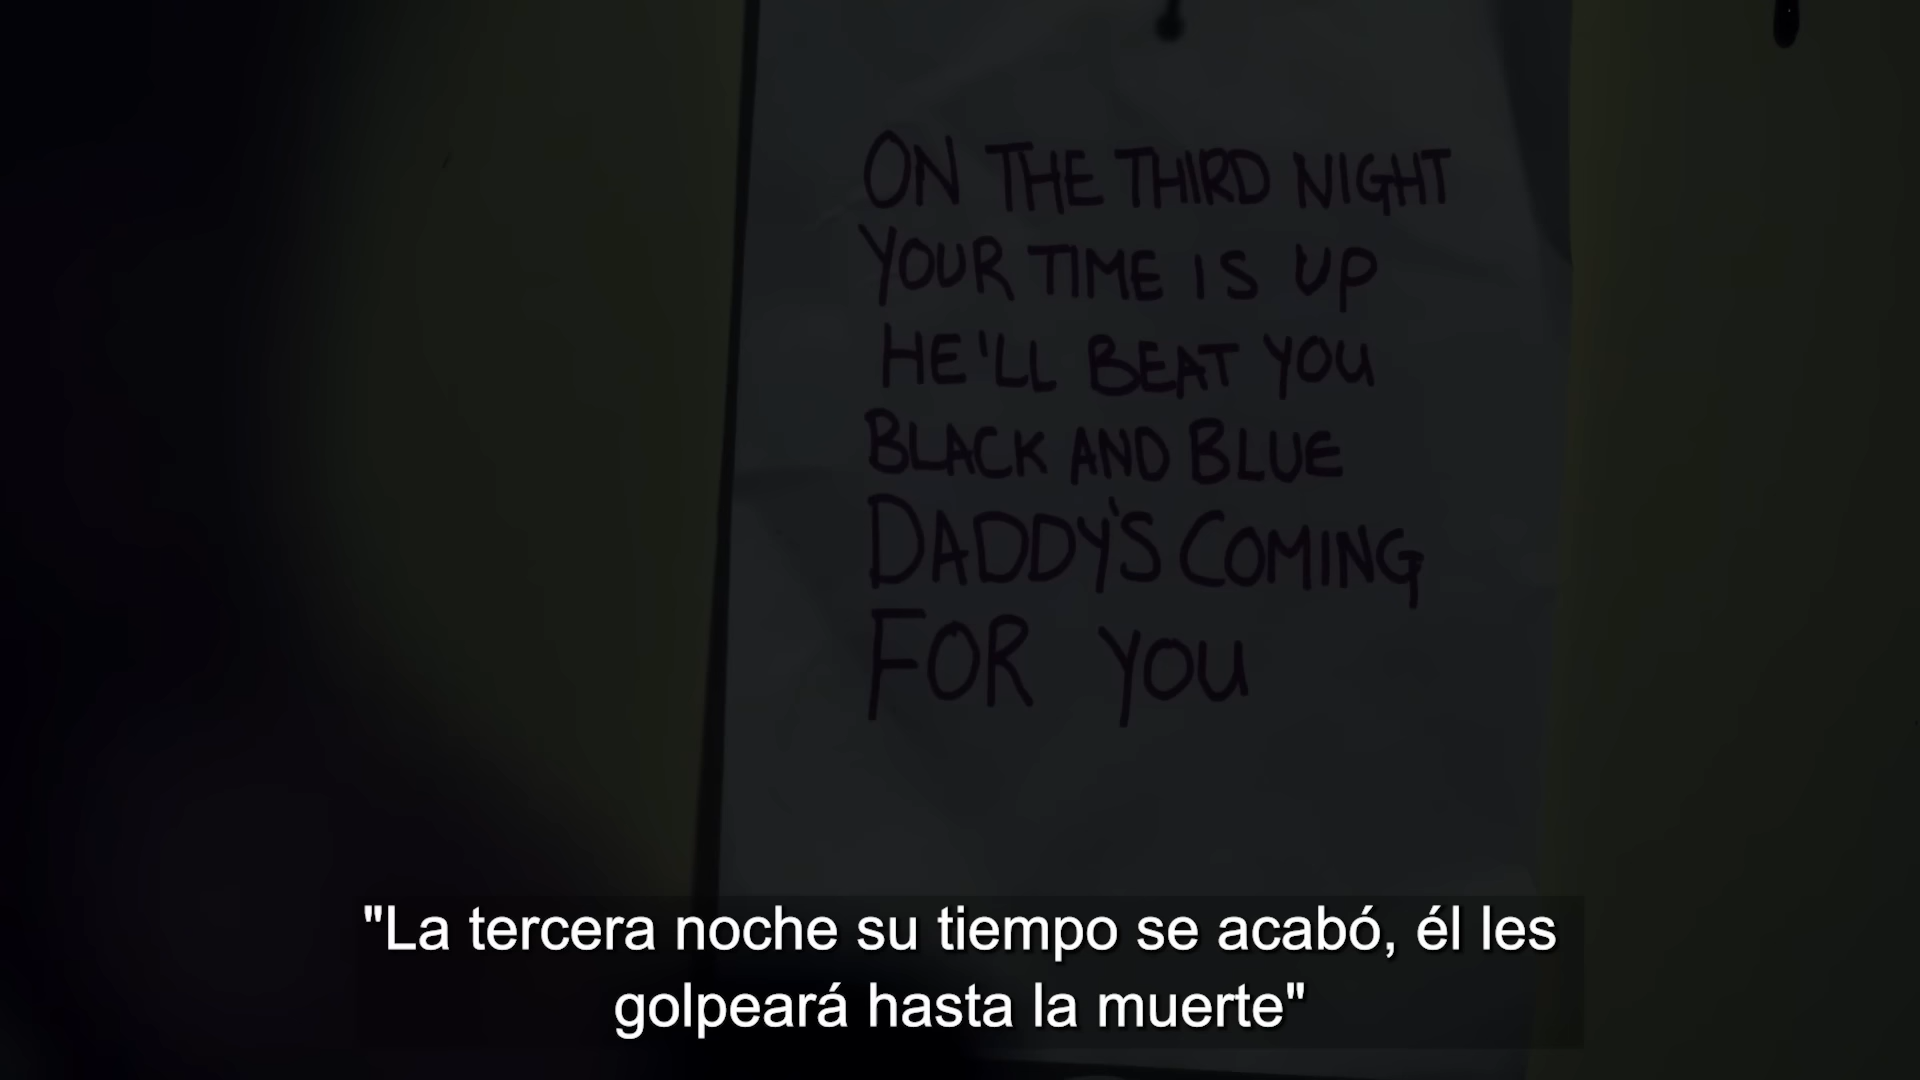 ON THE THIRD NIGHT
YOUR TIME IS UP
HE'LL BEAT YOU
BLACK AND BLUE
DADDY'S COMING
FOR YOU
"La tercera noche su tiempo se acabó, él les
golpeará hasta la muerte"